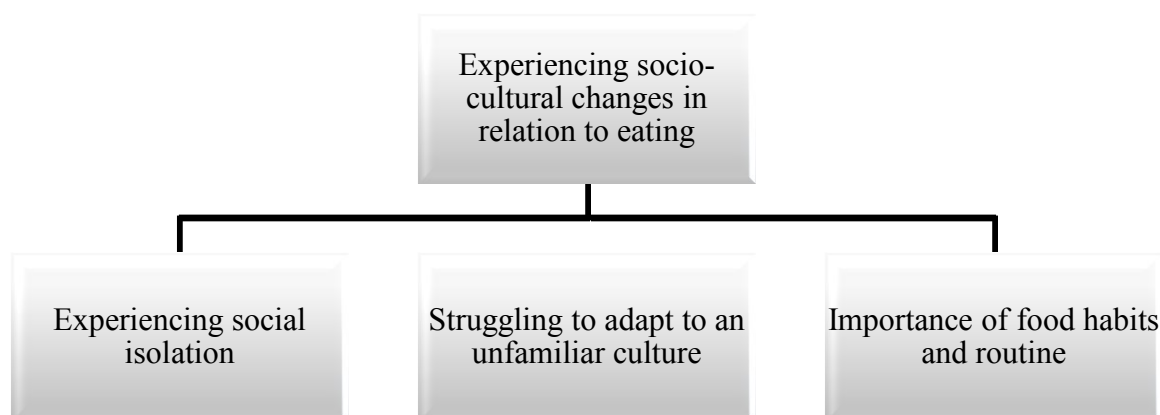 Experiencing socio-
cultural changes in
relation to eating
Experiencing social
isolation
Struggling to adapt to an
unfamiliar culture
Importance of food habits
and routine